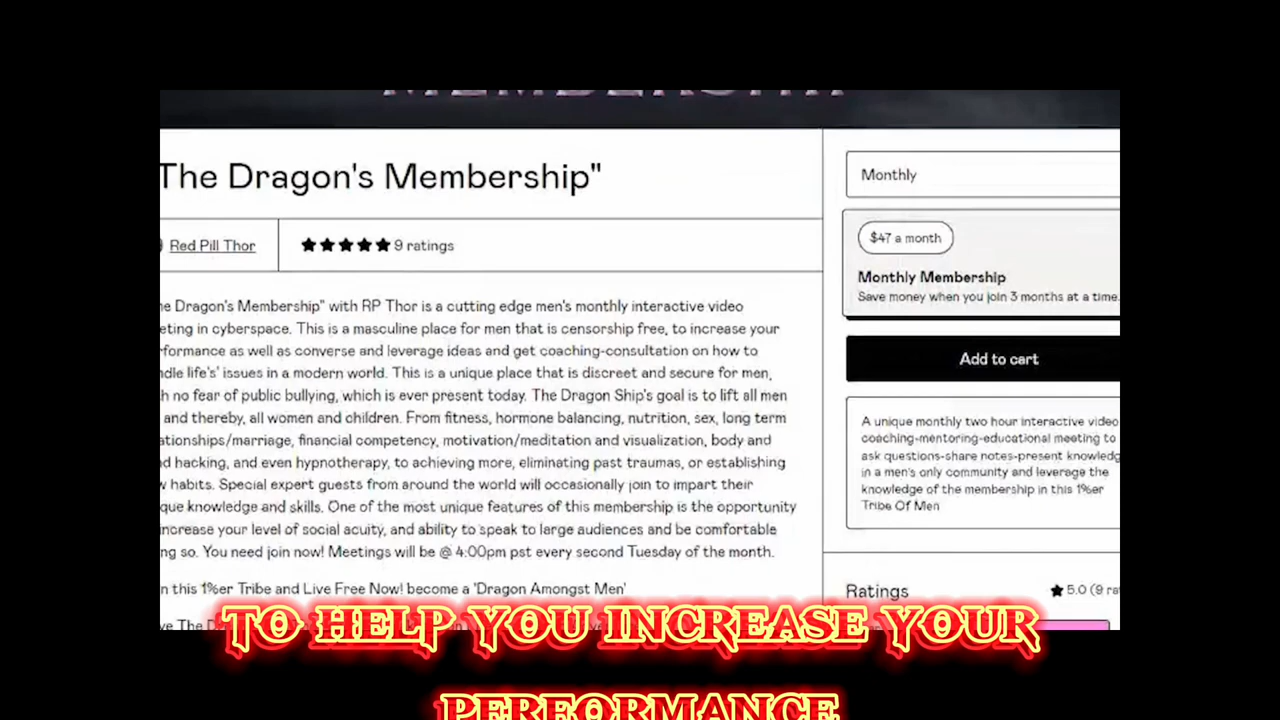 The Dragon's Membership"
Monthly
Red Pill Thor
9 ratings
$47 a month
Monthly Membership
Save money when you join 3 months at a time.
Add to cart
Dragon's Membership" with RP Thor is a cutting edge men's monthly interactive video
in cyberspace. This is a masculine place for men that is censorship free, to increase your
as well as converse and leverage ideas and get coaching-consultation on how to
life's' issues in a modern world. This is a unique place that is discreet and secure for men,
no fear of public bullying, which is ever present today. The Dragon Ship's goal is to lift all men
and thereby, all women and children. From fitness, hormone balancing, nutrition, sex, long term
financial competency, motivation/meditation and visualization, body and
hacking, and even hypnotherapy, to achieving more, eliminating past traumas, or establishing
habits. Special expert guests from around the world will occasionally join to impart their
knowledge and skills. One of the most unique features of this membership is the opportunity
your level of social acuity, and ability to speak to large audiences and be comfortable
so. You need join now! Meetings will be @ 4:00pm pst every second Tuesday of the month.
this 1%er Tribe and Live Free Now! become a 'Dragon Amongst Men'
A unique monthly two hour interactive video
coaching-mentoring-educational meeting to
ask questions-share notes-present
in a men's only community and leverage the
knowledge of the membership in this 1%er
Tribe Of Men
Ratings
5.0 (9
TO HELP YOU INCREASE YOUR
PERFORMANCE